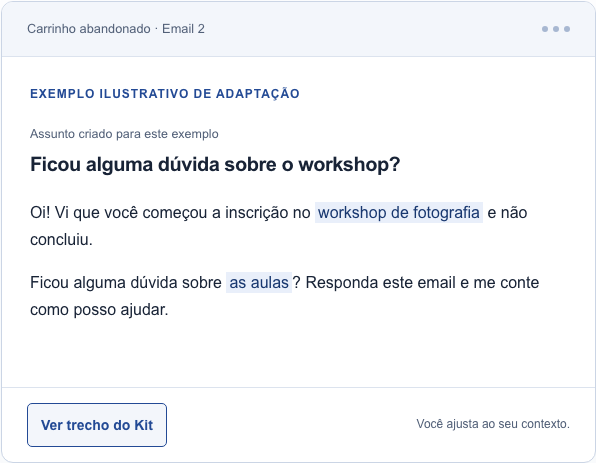 Carrinho abandonado · Email 2
EXEMPLO ILUSTRATIVO DE ADAPTAÇÃO
Assunto criado para este exemplo
Ficou alguma dúvida sobre o workshop?
Oi! Vi que você começou a inscrição no workshop de fotografia e não
concluiu.
Ficou alguma dúvida sobre as aulas? Responda este email e me conte
como posso ajudar.
Ver trecho do Kit
Você ajusta ao seu contexto.